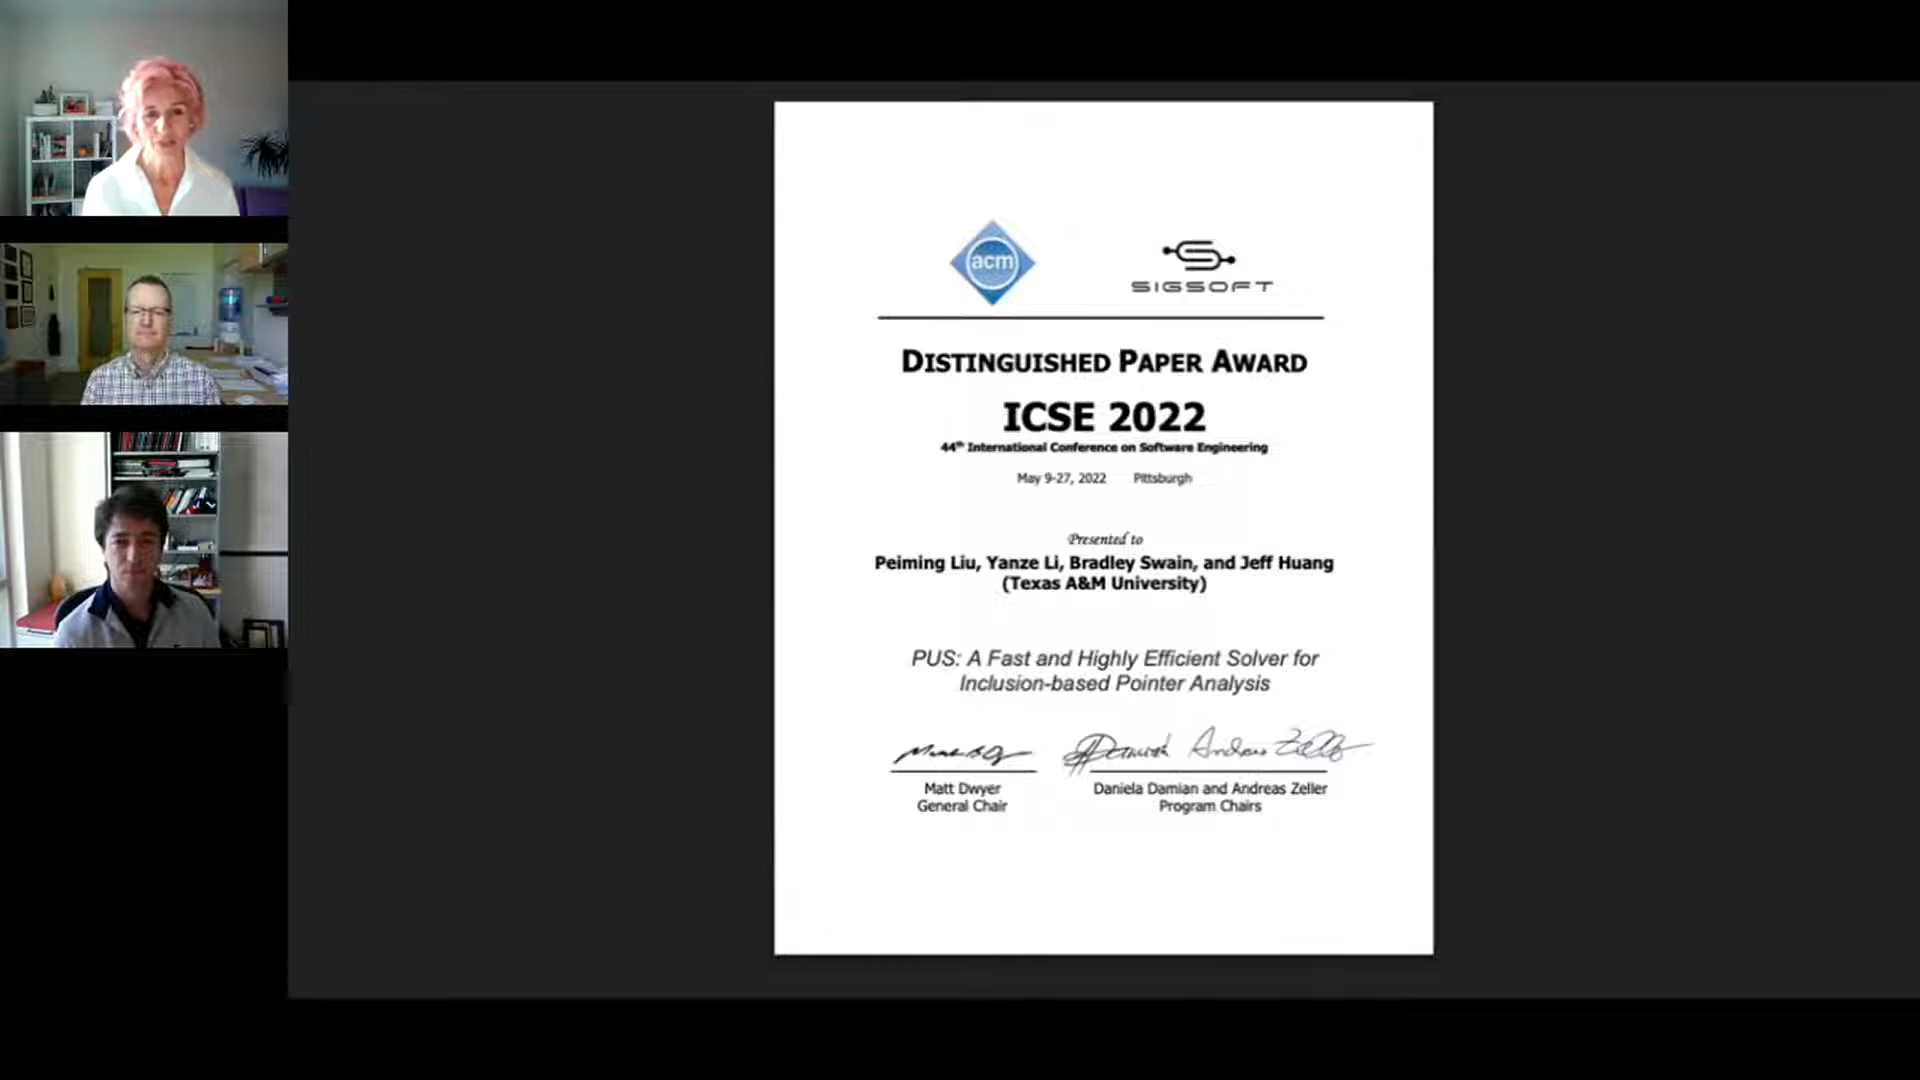 acm
SIGSOFT
DISTINGUISHED PAPER AWARD
ICSE 2022
44th International Conference on Software Engineering
May 9-27, 2022 Pittsburgh
Presented to
Peiming Liu, Yanze Li, Bradley Swain, and Jeff Huang
(Texas A&M University)
PUS: A Fast and Highly Efficient Solver for
Inclusion-based Pointer Analysis
Andreas Zeller
Matt Dwyer
General Chair
Daniela Damian and Andreas Zeller
Program Chairs